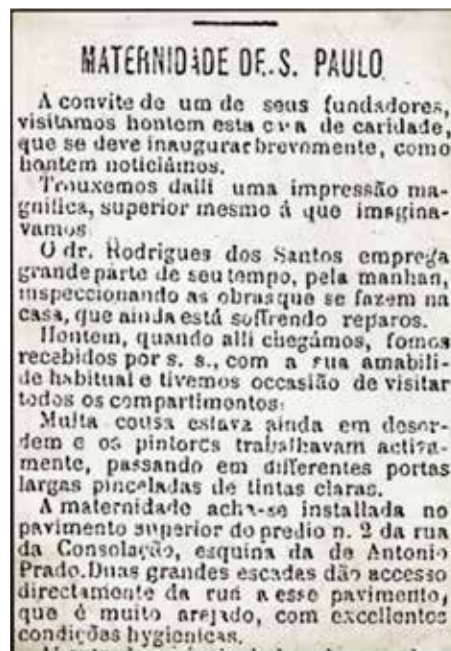 MATERNIDADE DE S. PAULO
A convite de um de seus fundadores,
visitamos hontem esta casa de caridade,
que se deve inaugurar brevemente, como
hontem noticiámos.
Trouxemos dalli uma impressão ma-
gnifica, superior mesmo á que imagina-
vamos.
O dr. Rodrigues dos Santos emprega
grande parte de seu tempo, pela manhan,
inspeccionando as obras que se fazem na
casa, que ainda está soffrendo reparos.
Hontem, quando alli chegámos, fomos
recebidos por s. s., com a sua amabili-
de habitual e tivemos occasião de visitar
todos os compartimentos.
Muita cousa estava ainda em desor-
dem e os pintores trabalhavam activa-
mente, passando em differentes portas
largas pinceladas de tintas claras.
A maternidade acha-se installada no
pavimento superior do predio n. 2 da rua
da Consolação, esquina da de Antonio
Prado. Duas grandes escadas dão accesso
directamente da rua a esse pavimento,
que é muito arejado, com excellentes
condições hygienicas.